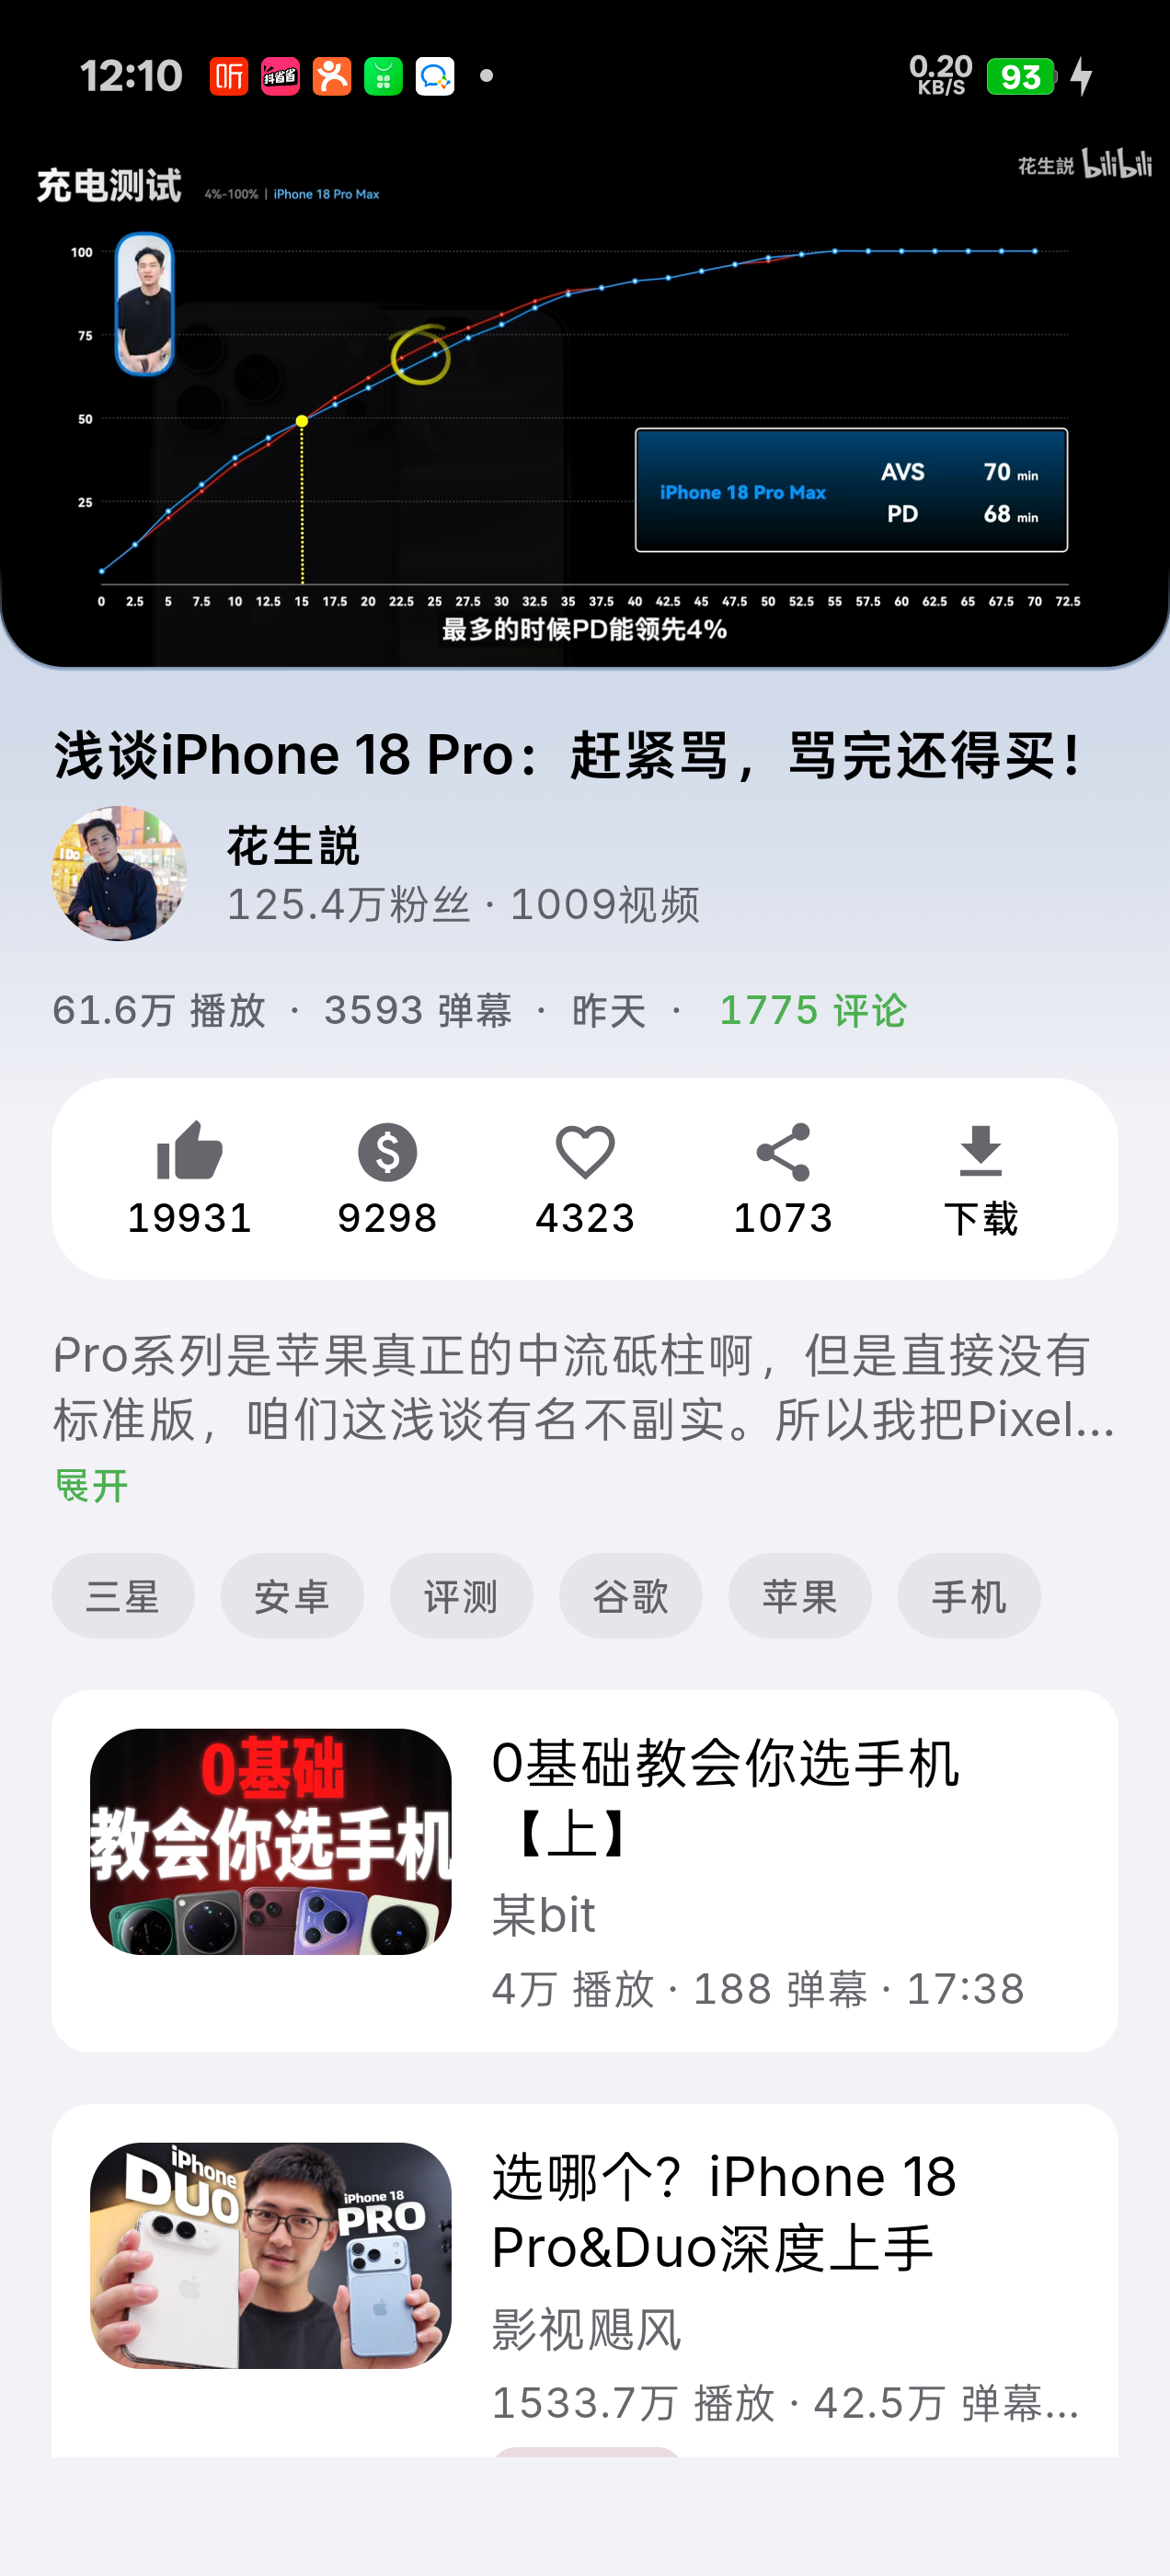 12:10
听
抖省省
0.20
KB/S
93
花生説 bilibili
充电测试 4%-100% | iPhone 18 Pro Max
100
75
50
25
iPhone 18 Pro Max
AVS 70 min
PD 68 min
0 2.5 5 7.5 10 12.5 15 17.5 20 22.5 25 27.5 30 32.5 35 37.5 40 42.5 45 47.5 50 52.5 55 57.5 60 62.5 65 67.5 70 72.5
最多的时候PD能领先4%
浅谈iPhone 18 Pro：赶紧骂，骂完还得买！
I DO
花生説
125.4万粉丝 · 1009视频
61.6万 播放 · 3593 弹幕 · 昨天 · 1775 评论
19931 9298 4323 1073 下载
Pro系列是苹果真正的中流砥柱啊，但是直接没有
标准版，咱们这浅谈有名不副实。所以我把Pixel...
展开
三星 安卓 评测 谷歌 苹果 手机
0基础
教会你选手机
0基础教会你选手机
【上】
某bit
4万 播放 · 188 弹幕 · 17:38
iPhone
DUO
iPhone 18
PRO
选哪个？iPhone 18
Pro&Duo深度上手
影视飓风
1533.7万 播放 · 42.5万 弹幕...